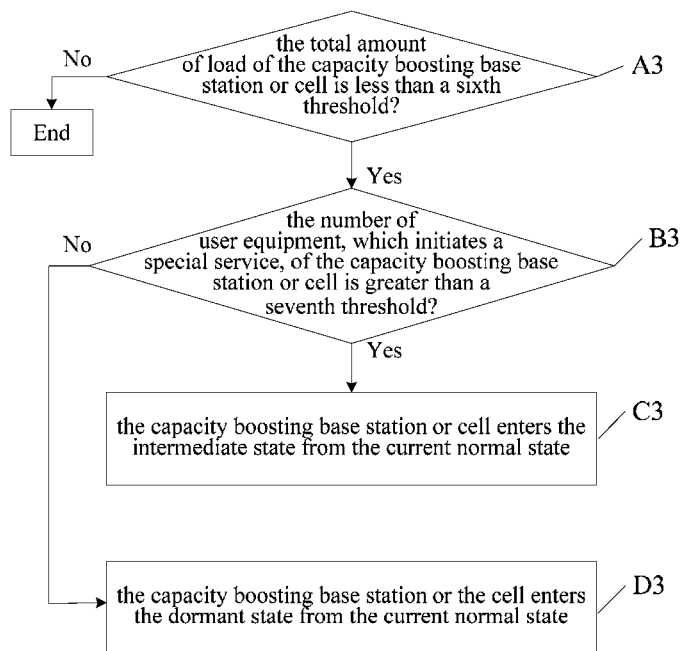 the total amount
of load of the capacity boosting base
station or cell is less than a sixth
threshold?
No
A3
End
Yes
the number of
user equipment, which initiates a
special service, of the capacity boosting base
station or cell is greater than a
seventh threshold?
No
B3
Yes
the capacity boosting base station or cell enters the
intermediate state from the current normal state
C3
the capacity boosting base station or the cell enters
the dormant state from the current normal state
D3